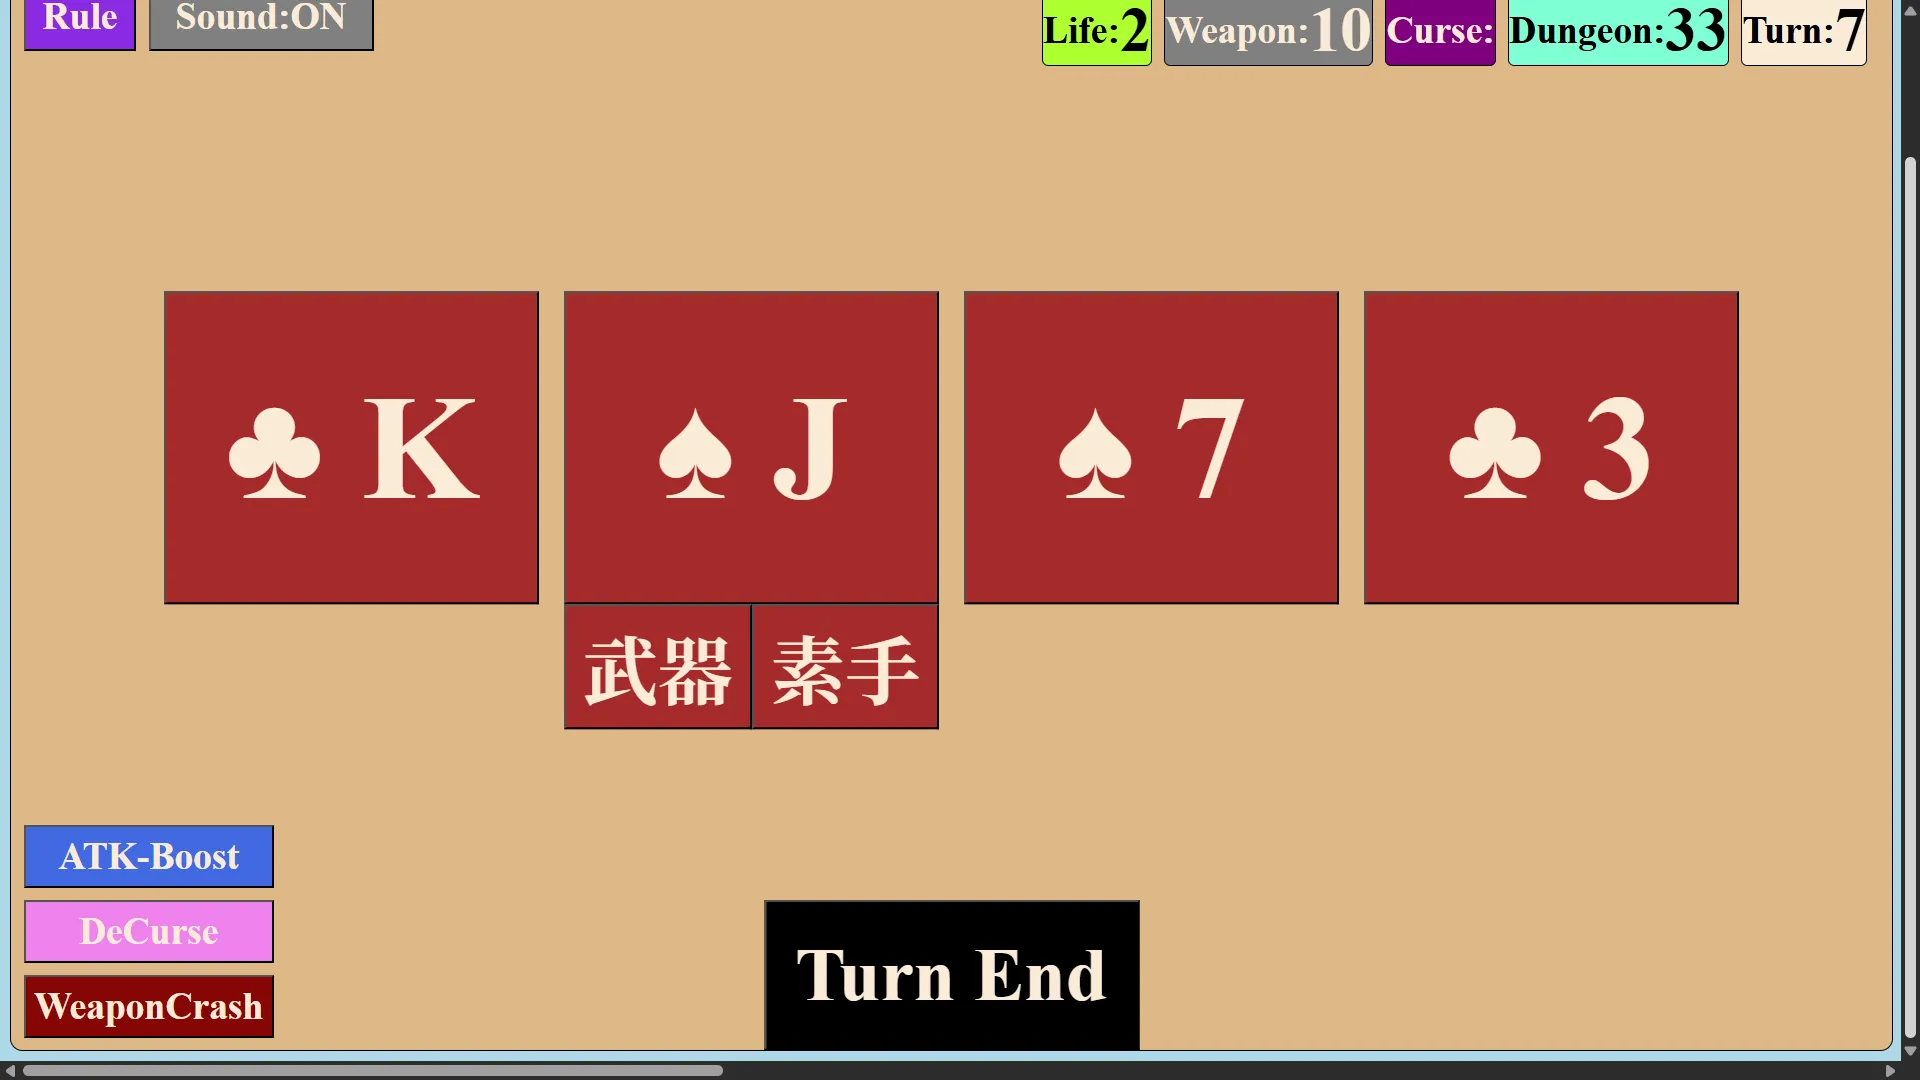 Rule
Sound:ON
Life:2
Weapon:10
Curse:
Dungeon:33
Turn:7
♣ K
♠ J
♠ 7
♣ 3
武器
素手
ATK-Boost
DeCurse
WeaponCrash
Turn End